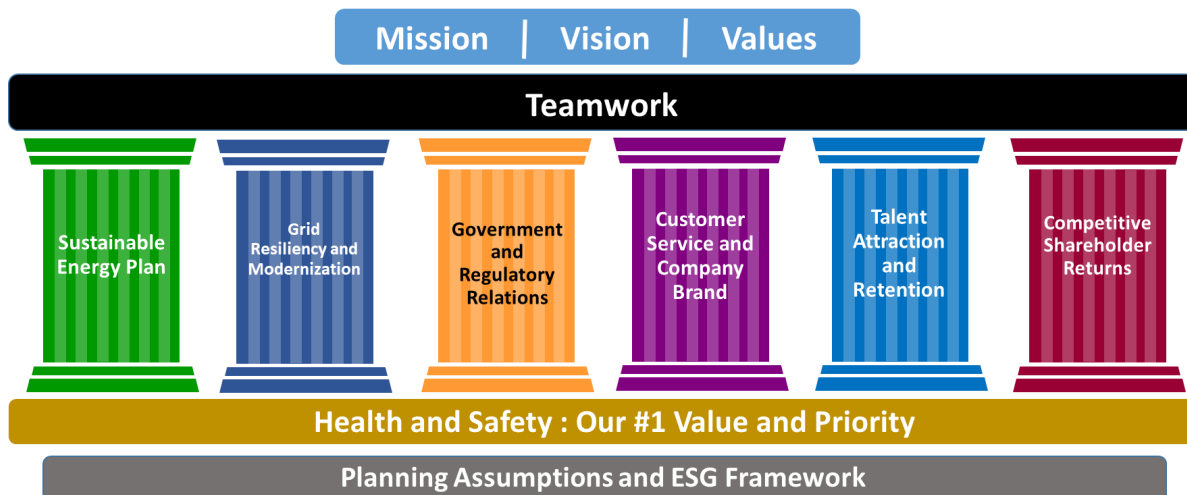 Mission | Vision | Values
Teamwork
Sustainable
Energy Plan
Grid
Resiliency and
Modernization
Government
and
Regulatory
Relations
Customer
Service and
Company
Brand
Talent
Attraction
and
Retention
Competitive
Shareholder
Returns
Health and Safety : Our #1 Value and Priority
Planning Assumptions and ESG Framework